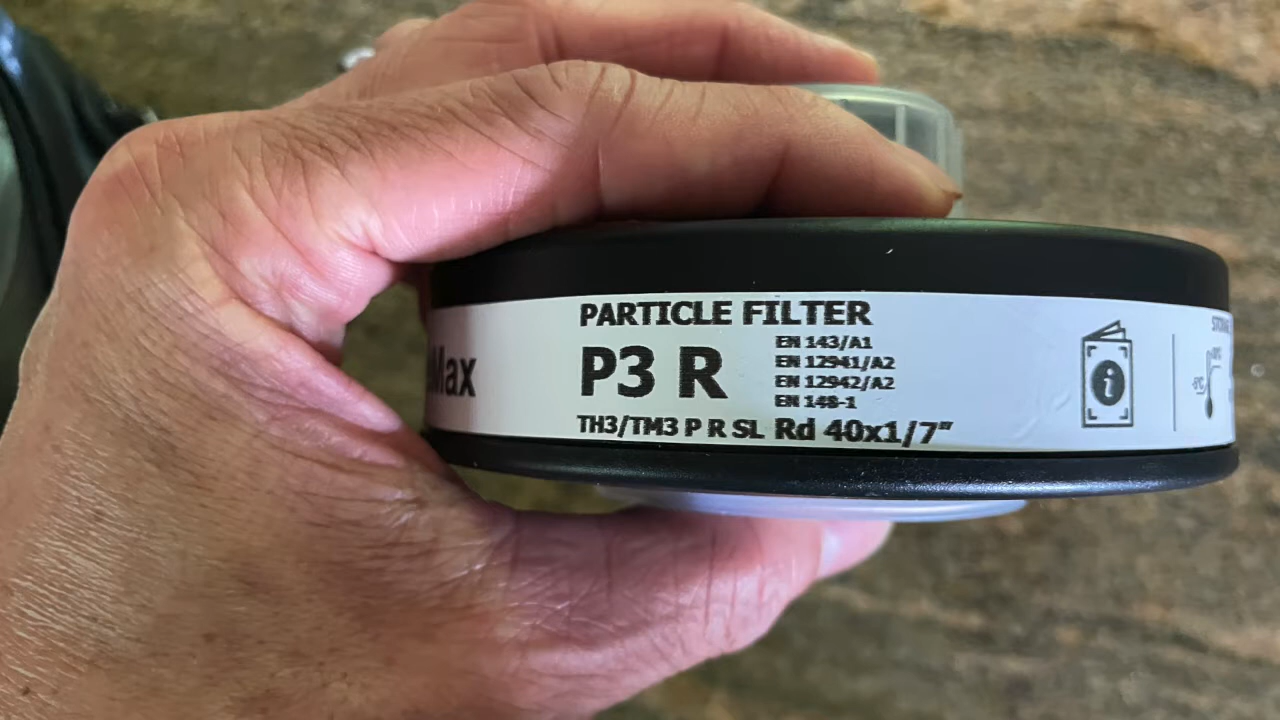 PARTICLE FILTER
P3 R
EN 143/A1
EN 12941/A2
EN 12942/A2
EN 148-1
TH3/TM3 P R SL Rd 40x1/7"
-5°C